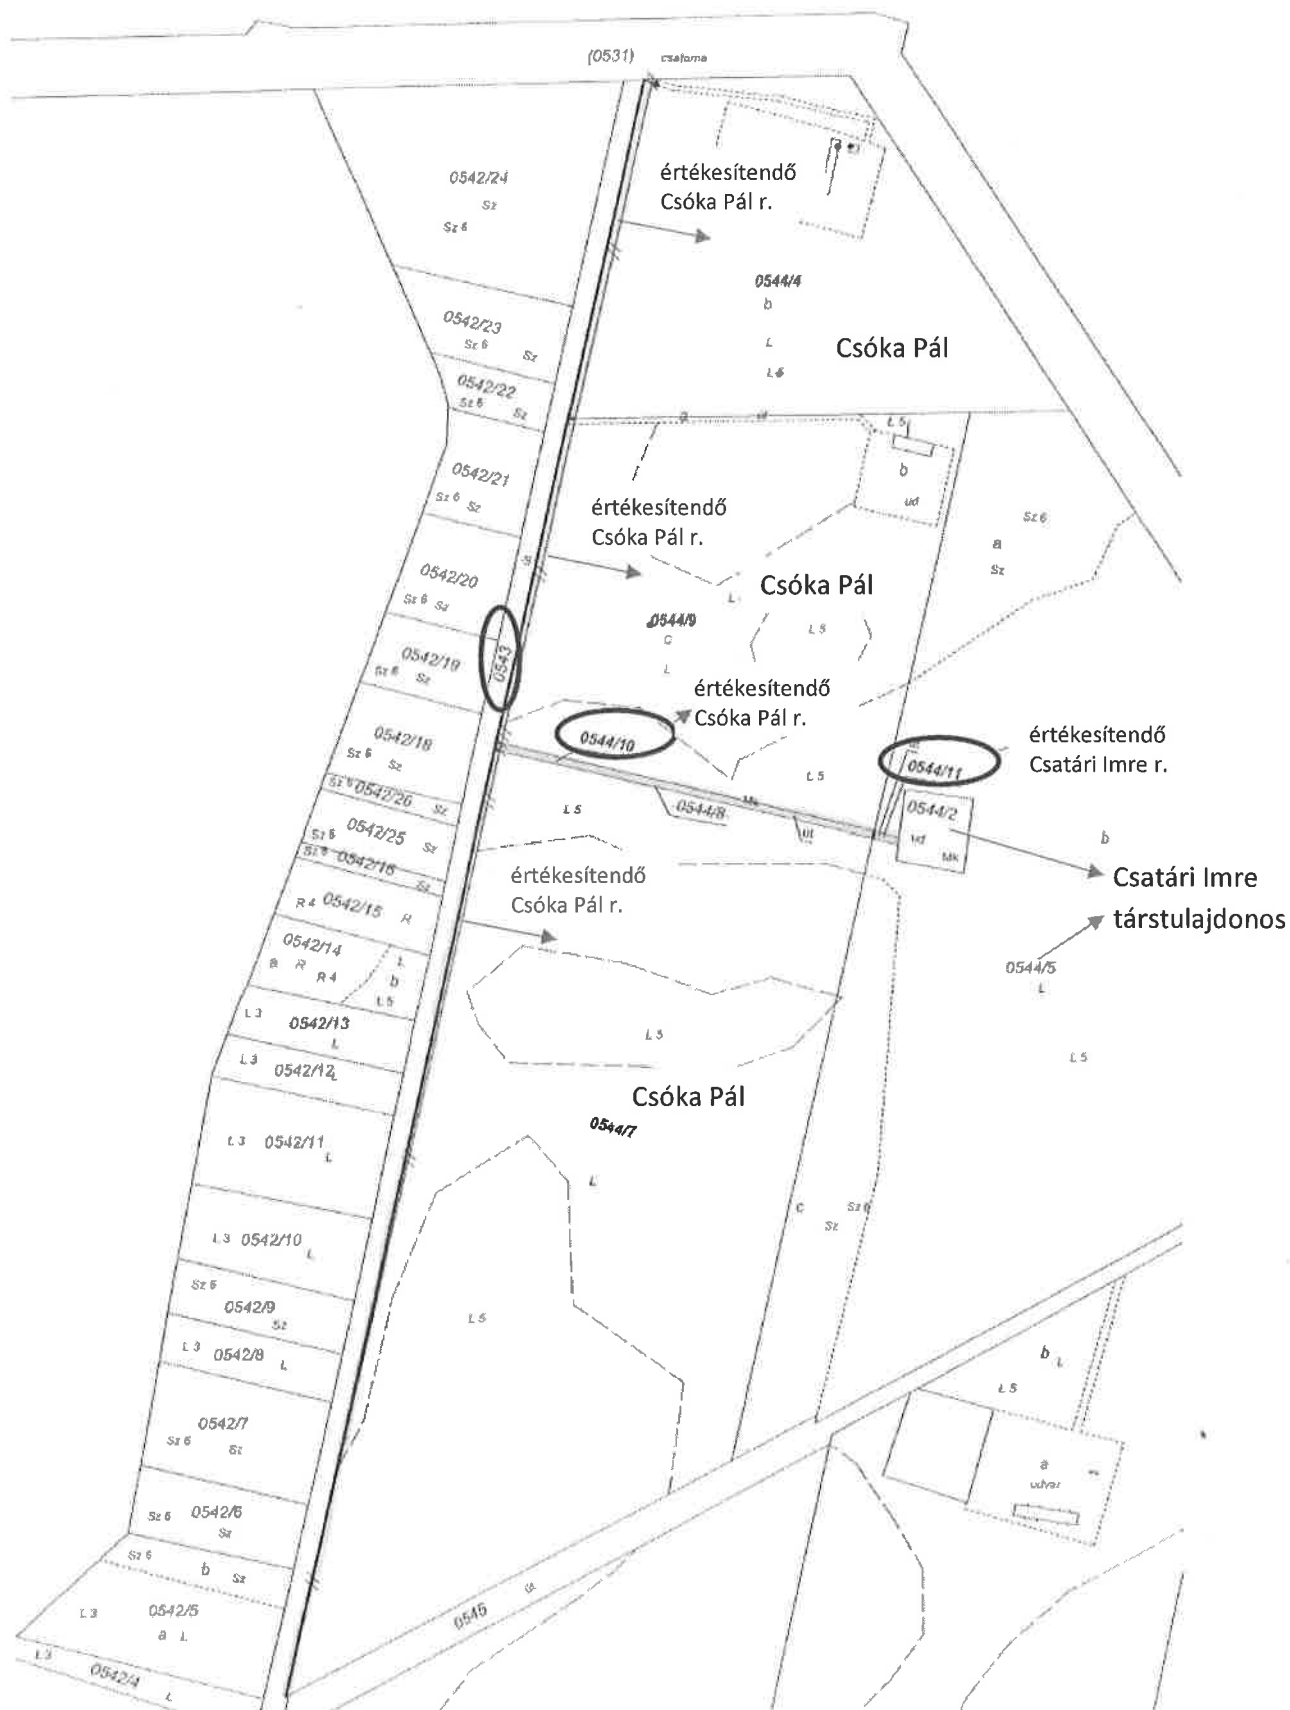 (0531) csatorna
értékesítendő
Csóka Pál r.
0542/24
Sz
Sz 6
0544/4
b
L
L 6
Csóka Pál
0542/23
Sz 6 Sz
0542/22
Sz 6 Sz
út
L 5
b
ud
0542/21
Sz 6 Sz
értékesítendő
Csóka Pál r.
Sz 6
a
Sz
út
0542/20
Sz 6 Sz
Csóka Pál
L
0544/9
C
L
L 5
0543
0542/19
Sz 6 Sz
értékesítendő
Csóka Pál r.
0544/10
0542/18
Sz 6 Sz
értékesítendő
Csatári Imre r.
0544/11
L 5
Sz 6 0542/26 Sz
L 5
0544/8
Mk
út
0544/2
ud
Mk
b
0542/25
Sz 6 Sz
Sz 6 0542/16 Sz
értékesítendő
Csóka Pál r.
Csatári Imre
társtulajdonos
R 4 0542/15 R
0542/14
a R R 4
L
b
L 5
0544/5
L
L 3 0542/13
L
L 5
L 5
L 3 0542/12 L
Csóka Pál
0544/7
L
L 3 0542/11 L
c Sz 6
Sz
L 3 0542/10 L
Sz 6
0542/9
Sz
L 5
L 3 0542/8 L
b L
L 5
0542/7
Sz 6 Sz
a
udvar
0542/6
Sz 6 Sz
Sz 6 b Sz
L 3 0542/5
a L
0545 út
L 3 0542/4 L